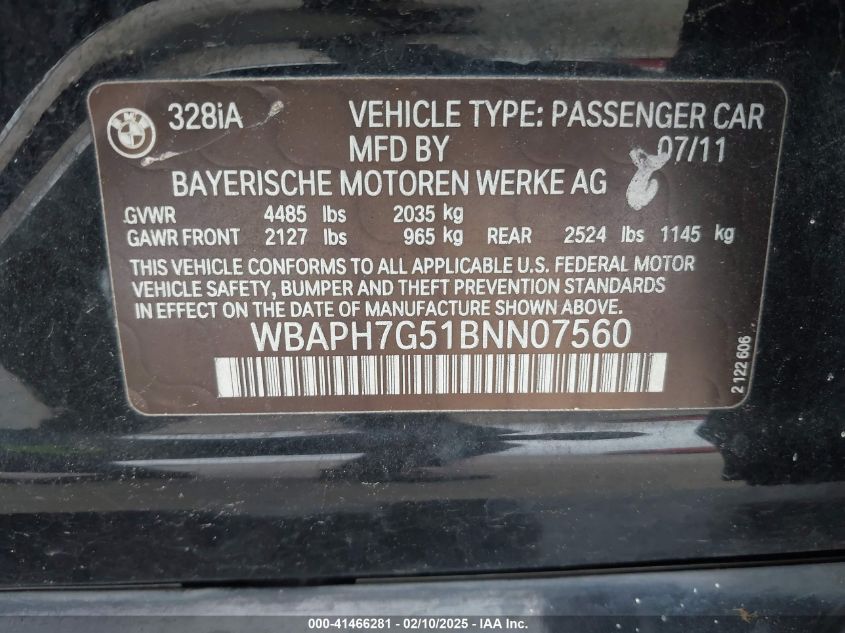 BMW 328iA VEHICLE TYPE: PASSENGER CAR
MFD BY 07/11
BAYERISCHE MOTOREN WERKE AG
GVWR 4485 lbs 2035 kg
GAWR FRONT 2127 lbs 965 kg REAR 2524 lbs 1145 kg
THIS VEHICLE CONFORMS TO ALL APPLICABLE U.S. FEDERAL MOTOR
VEHICLE SAFETY, BUMPER AND THEFT PREVENTION STANDARDS
IN EFFECT ON THE DATE OF MANUFACTURE SHOWN ABOVE.
WBAPH7G51BNN07560
2 122 606
000-41466281 - 02/10/2025 - IAA, Inc.